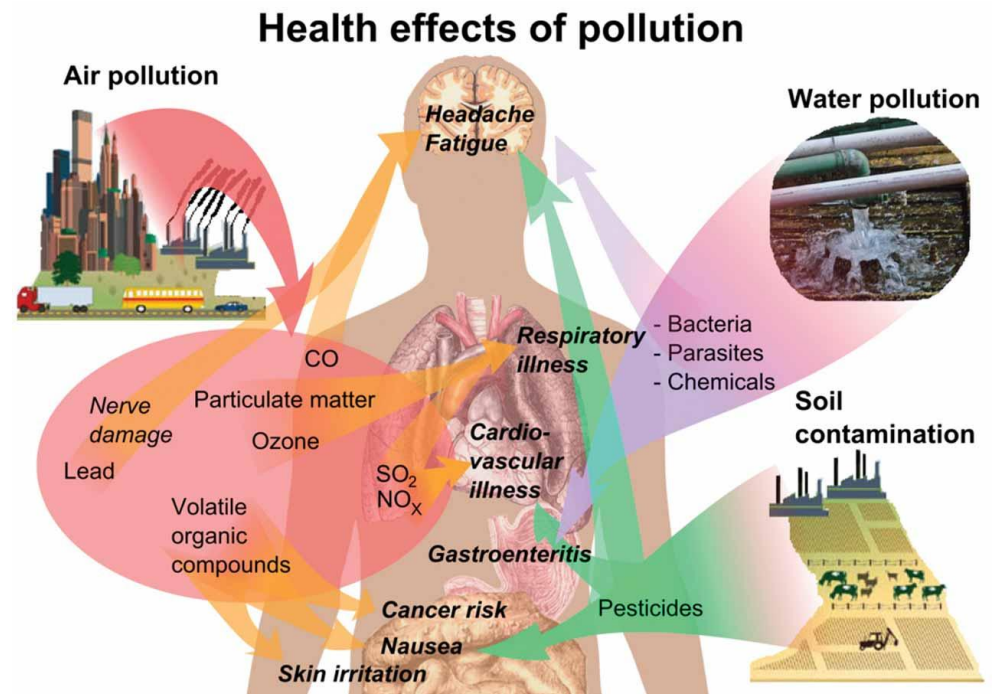 Health effects of pollution
Air pollution
Water pollution
Headache
Fatigue
- Bacteria
- Parasites
- Chemicals
Respiratory
illness
CO
Particulate matter
Nerve
damage
Ozone
Lead
SO₂
NOₓ
Cardio-
vascular
illness
Soil
contamination
Volatile
organic
compounds
Gastroenteritis
Cancer risk
Pesticides
Nausea
Skin irritation